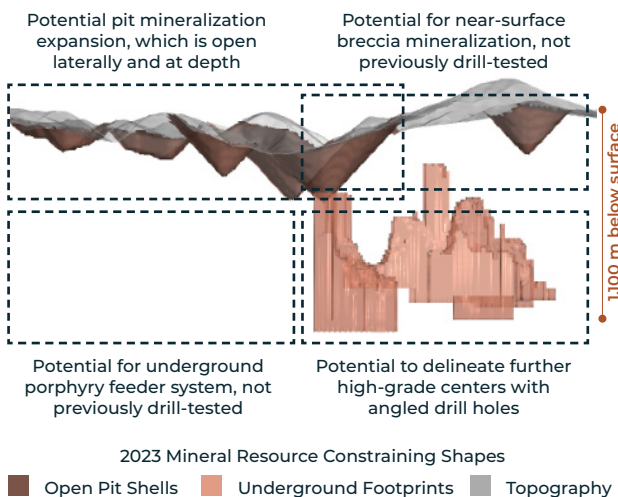 Potential pit mineralization
expansion, which is open
laterally and at depth
Potential for near-surface
breccia mineralization, not
previously drill-tested
1,100 m below surface
Potential for underground
porphyry feeder system, not
previously drill-tested
Potential to delineate further
high-grade centers with
angled drill holes
2023 Mineral Resource Constraining Shapes
Open Pit Shells
Underground Footprints
Topography